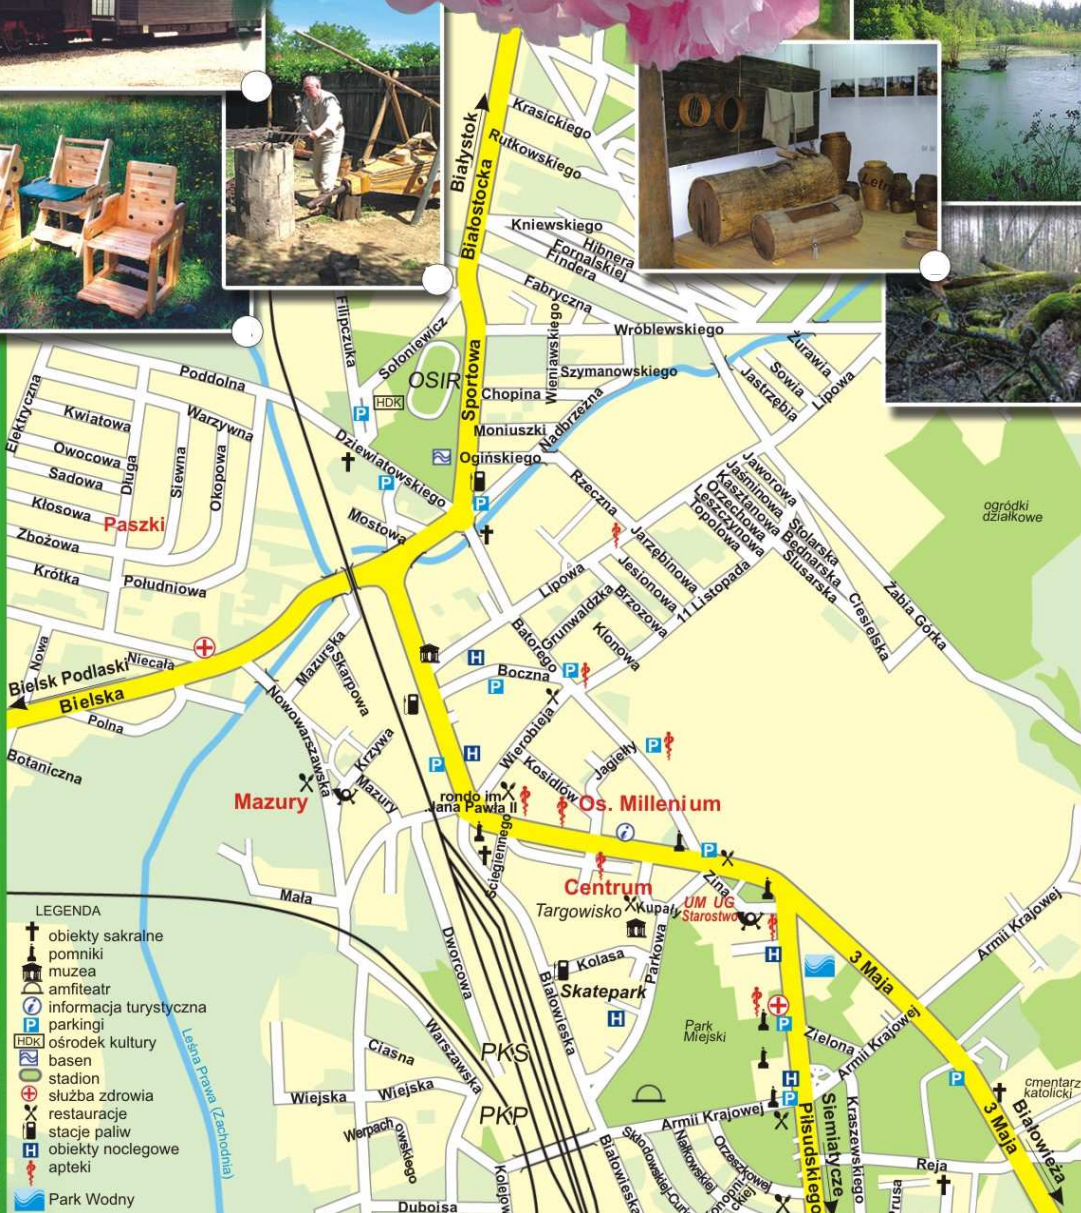 Letn
Białystok
Białostocka
Krasickiego
Rutkowskiego
Kniewskiego
Hibnera
Fornalskiej
Findera
Fabryczna
Wróblewskiego
Filipczuka
Sołoniewicz
OSIR
HDK
Sportowa
Wieniawskiego
Szymanowskiego
Chopina
Moniuszki
Nadbrzeżna
Ogińskiego
Żurawia
Sowia
Jastrzębia
Lipowa
Poddolna
Elektryczna
Kwiatowa
Warzywna
Owocowa
Sadowa
Długa
Siewna
Okopowa
Kłosowa
Paszki
Zbożowa
Krótka
Południowa
Dziewiatowskiego
Mostowa
Rzeczna
Jaworowa
Jaśminowa
Kasztanowa
Orzechowa
Leszczynowa
Topolowa
Stolarska
Bednarska
Ślusarska
Ciesielska
ogródki
działkowe
Żabia Górka
Jarzębinowa
Jesionowa
Brzozowa
11 Listopada
Lipowa
Grunwaldzka
Klonowa
Batorego
Boczna
Nowa
Niecała
Bielsk Podlaski
Bielska
Polna
Botaniczna
Mazurska
Skarpowa
Nowowarszawska
Krzywa
Mazury
Mazury
Wierobieja
Kosidłów
Jagiełły
rondo im.
Jana Pawła II
Os. Millenium
Ściegiennego
Centrum
Targowisko
Kupały
Zina
UM UG
Starostwo
Mała
Dworcowa
Kolasa
Parkowa
Skatepark
Białowieska
3 Maja
Armii Krajowej
Park
Miejski
Zielona
Armii Krajowej
Warszawska
PKS
PKP
Ciasna
Wiejska
Wiejska
Werpachowskiego
Leśna Prawa (Zachodnia)
Armii Krajowej
Piłsudskiego
Siemiatycze
Kraszewskiego
Reja
cmentarz
katolicki
3 Maja
Białowieża
Białowieska
Nałkowskiej
Orzeszkowej
Dubois'a
LEGENDA
obiekty sakralne
pomniki
muzea
amfiteatr
informacja turystyczna
P parkingi
HDK ośrodek kultury
basen
stadion
służba zdrowia
restauracje
stacje paliw
H obiekty noclegowe
apteki
Park Wodny